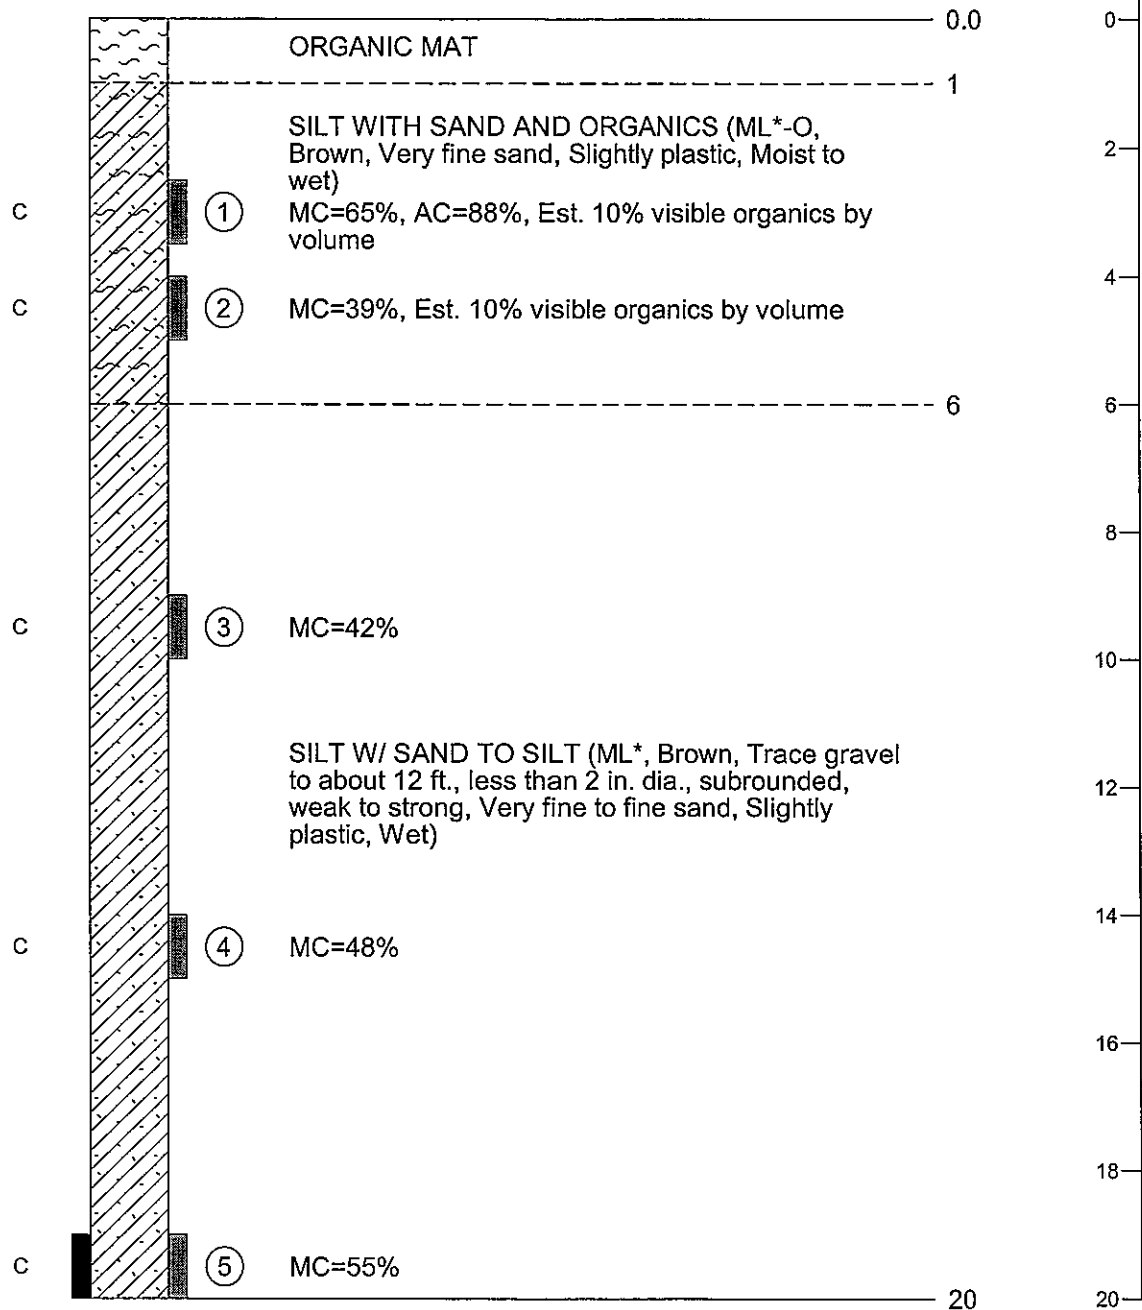 0.0
0
ORGANIC MAT
1
SILT WITH SAND AND ORGANICS (ML*-O,
Brown, Very fine sand, Slightly plastic, Moist to
wet)
2
C
1
MC=65%, AC=88%, Est. 10% visible organics by
volume
4
C
2
MC=39%, Est. 10% visible organics by volume
6
6
8
C
3
MC=42%
10
SILT W/ SAND TO SILT (ML*, Brown, Trace gravel
to about 12 ft., less than 2 in. dia., subrounded,
weak to strong, Very fine to fine sand, Slightly
plastic, Wet)
12
14
C
4
MC=48%
16
18
C
5
MC=55%
20
20